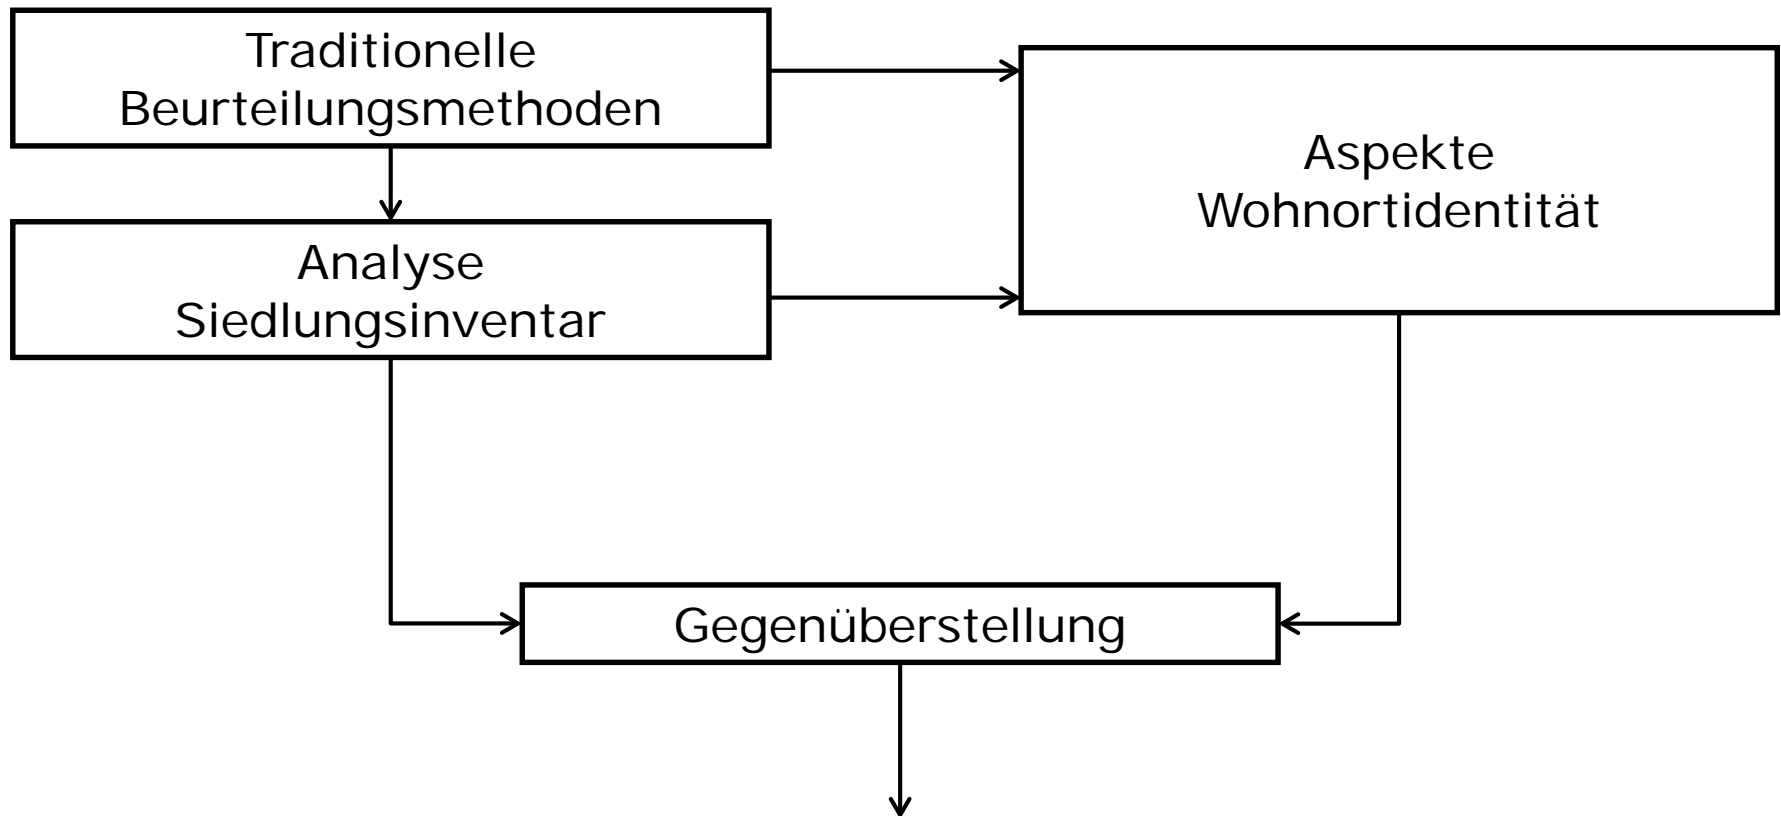 Traditionelle
Beurteilungsmethoden
Aspekte
Wohnortidentität
Analyse
Siedlungsinventar
Gegenüberstellung